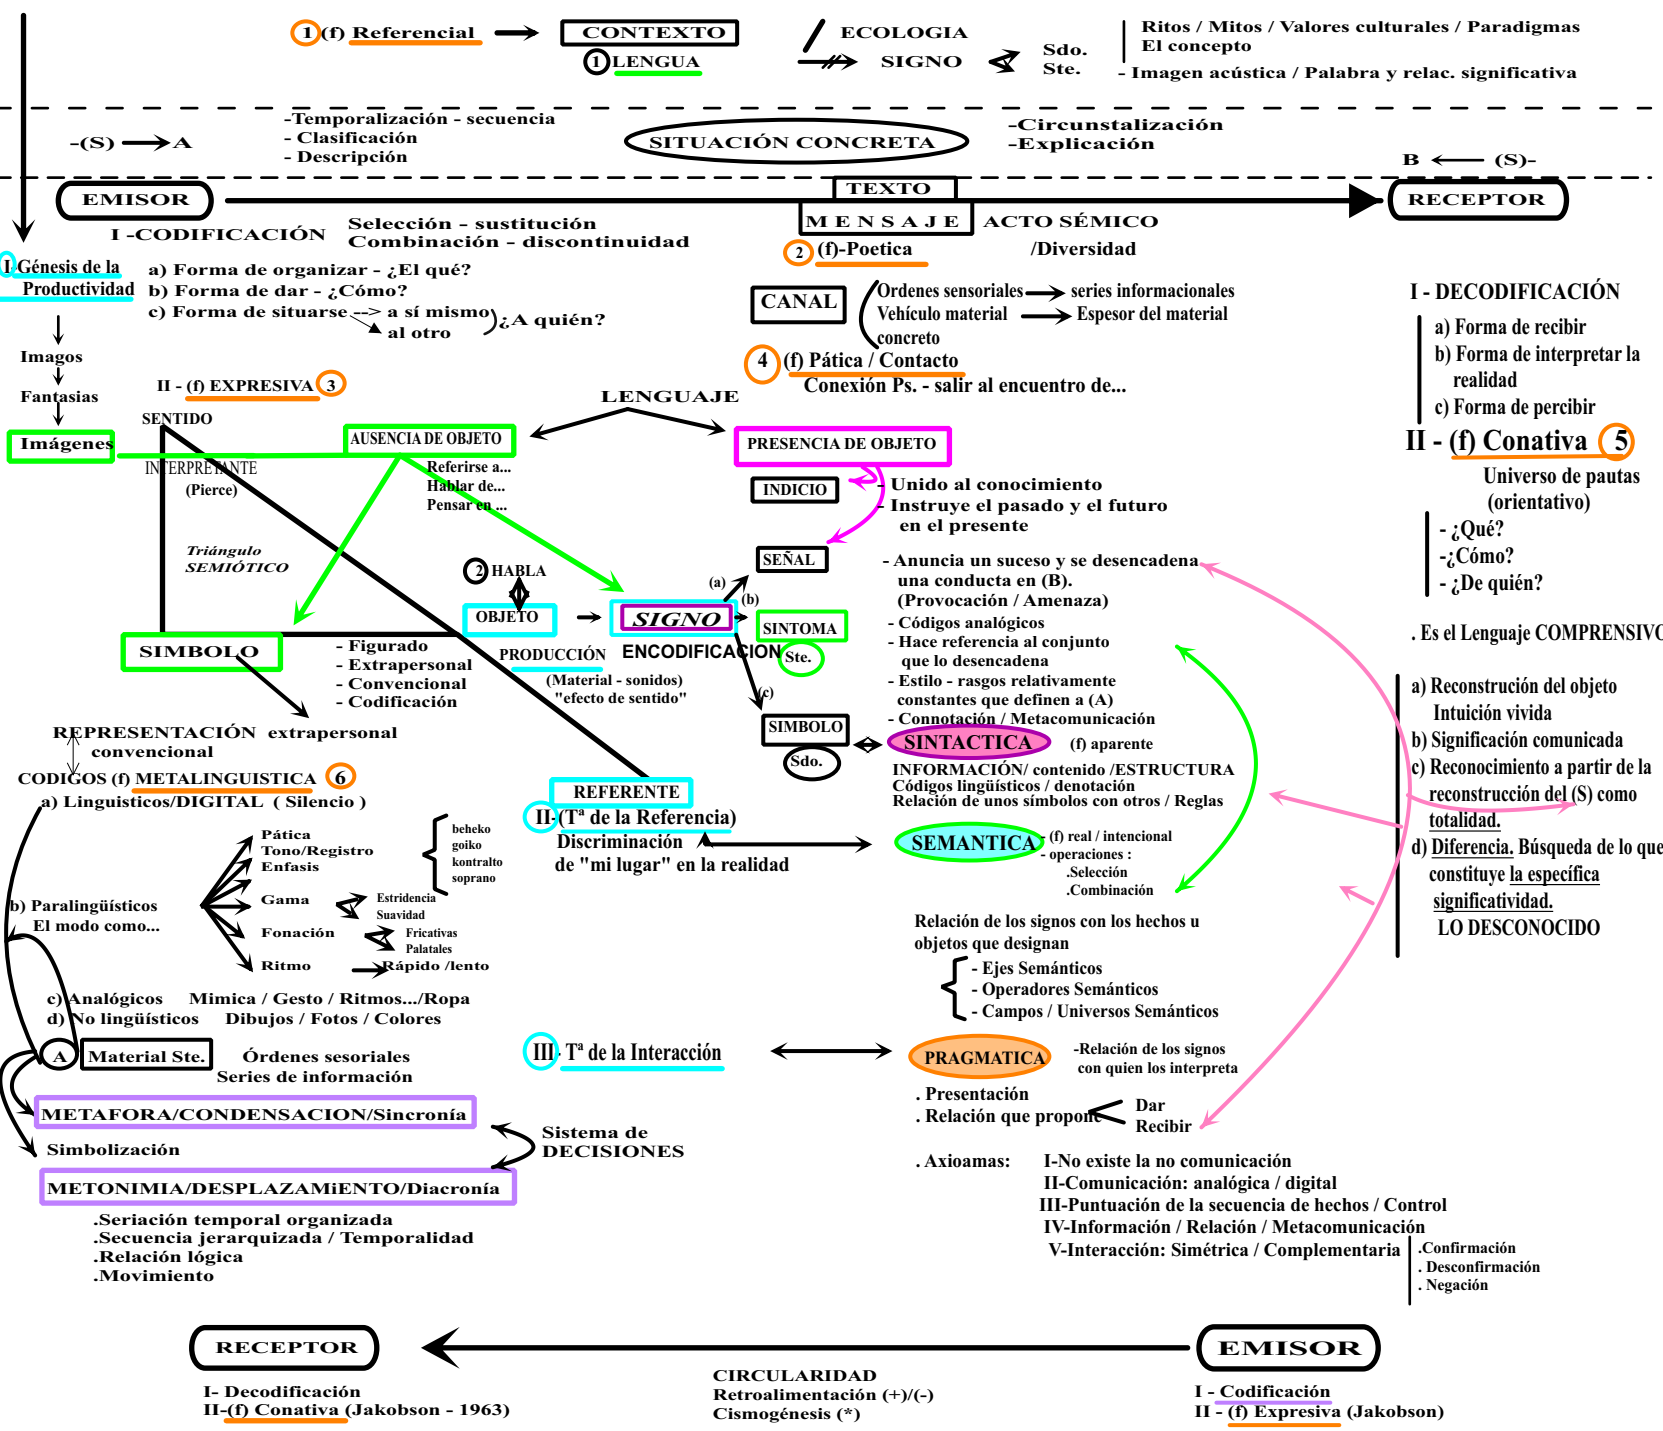 1 (f) Referencial
CONTEXTO
1 LENGUA
ECOLOGIA
SIGNO
Sdo.
Ste.
Ritos / Mitos / Valores culturales / Paradigmas
El concepto
- Imagen acústica / Palabra y relac. significativa
-(S) A
-Temporalización - secuencia
- Clasificación
- Descripción
SITUACIÓN CONCRETA
-Circunstalización
-Explicación
B (S)-
EMISOR
TEXTO
MENSAJE
ACTO SÉMICO
/Diversidad
RECEPTOR
I -CODIFICACIÓN
Selección - sustitución
Combinación - discontinuidad
2 (f)-Poetica
I-Génesis de la
Productividad
a) Forma de organizar - ¿El qué?
b) Forma de dar - ¿Cómo?
c) Forma de situarse --> a sí mismo
al otro
¿A quién?
Imagos
Fantasias
Imágenes
CANAL
Ordenes sensoriales series informacionales
Vehículo material Espesor del material
concreto
4 (f) Pática / Contacto
Conexión Ps. - salir al encuentro de...
I - DECODIFICACIÓN
a) Forma de recibir
b) Forma de interpretar la
realidad
c) Forma de percibir
II - (f) Conativa 5
Universo de pautas
(orientativo)
- ¿Qué?
-¿Cómo?
- ¿De quién?
. Es el Lenguaje COMPRENSIVO
II - (f) EXPRESIVA 3
SENTIDO
INTERPRETANTE
(Pierce)
Triángulo
SEMIÓTICO
LENGUAJE
AUSENCIA DE OBJETO
Referirse a...
Hablar de...
Pensar en ...
PRESENCIA DE OBJETO
INDICIO
- Unido al conocimiento
- Instruye el pasado y el futuro
en el presente
SEÑAL
- Anuncia un suceso y se desencadena
una conducta en (B).
(Provocación / Amenaza)
- Códigos analógicos
- Hace referencia al conjunto
que lo desencadena
- Estilo - rasgos relativamente
constantes que definen a (A)
- Connotación / Metacomunicación
2 HABLA
OBJETO
SIGNO
(a)
(b)
(c)
SINTOMA
Ste.
PRODUCCIÓN
ENCODIFICACION
(Material - sonidos)
"efecto de sentido"
SIMBOLO
- Figurado
- Extrapersonal
- Convencional
- Codificación
SIMBOLO
Sdo.
SINTACTICA
(f) aparente
INFORMACIÓN/ contenido /ESTRUCTURA
Códigos lingüísticos / denotación
Relación de unos símbolos con otros / Reglas
REPRESENTACIÓN extrapersonal
convencional
CODIGOS (f) METALINGUISTICA 6
a) Linguisticos/DIGITAL ( Silencio )
REFERENTE
II-(Tª de la Referencia)
Discriminación
de "mi lugar" en la realidad
SEMANTICA
- (f) real / intencional
- operaciones :
.Selección
.Combinación
Relación de los signos con los hechos u
objetos que designan
- Ejes Semánticos
- Operadores Semánticos
- Campos / Universos Semánticos
a) Reconstrución del objeto
Intuición vivida
b) Significación comunicada
c) Reconocimiento a partir de la
reconstrucción del (S) como
totalidad.
d) Diferencia. Búsqueda de lo que
constituye la específica
significatividad.
LO DESCONOCIDO
b) Paralingüísticos
El modo como...
Pática
Tono/Registro
Enfasis
beheko
goiko
kontralto
soprano
Gama
Estridencia
Suavidad
Fonación
Fricativas
Palatales
Ritmo
Rápido /lento
c) Analógicos Mimica / Gesto / Ritmos.../Ropa
d) No lingüísticos Dibujos / Fotos / Colores
A Material Ste.
Órdenes sesoriales
Series de información
III- Tª de la Interacción
PRAGMATICA
-Relación de los signos
con quien los interpreta
. Presentación
. Relación que propone
Dar
Recibir
METAFORA/CONDENSACION/Sincronía
Simbolización
METONIMIA/DESPLAZAMiENTO/Diacronía
Sistema de
DECISIONES
.Seriación temporal organizada
.Secuencia jerarquizada / Temporalidad
.Relación lógica
.Movimiento
. Axioamas:
I-No existe la no comunicación
II-Comunicación: analógica / digital
III-Puntuación de la secuencia de hechos / Control
IV-Información / Relación / Metacomunicación
V-Interacción: Simétrica / Complementaria
.Confirmación
. Desconfirmación
. Negación
RECEPTOR
EMISOR
I- Decodificación
II-(f) Conativa (Jakobson - 1963)
CIRCULARIDAD
Retroalimentación (+)/(-)
Cismogénesis (*)
I - Codificación
II - (f) Expresiva (Jakobson)